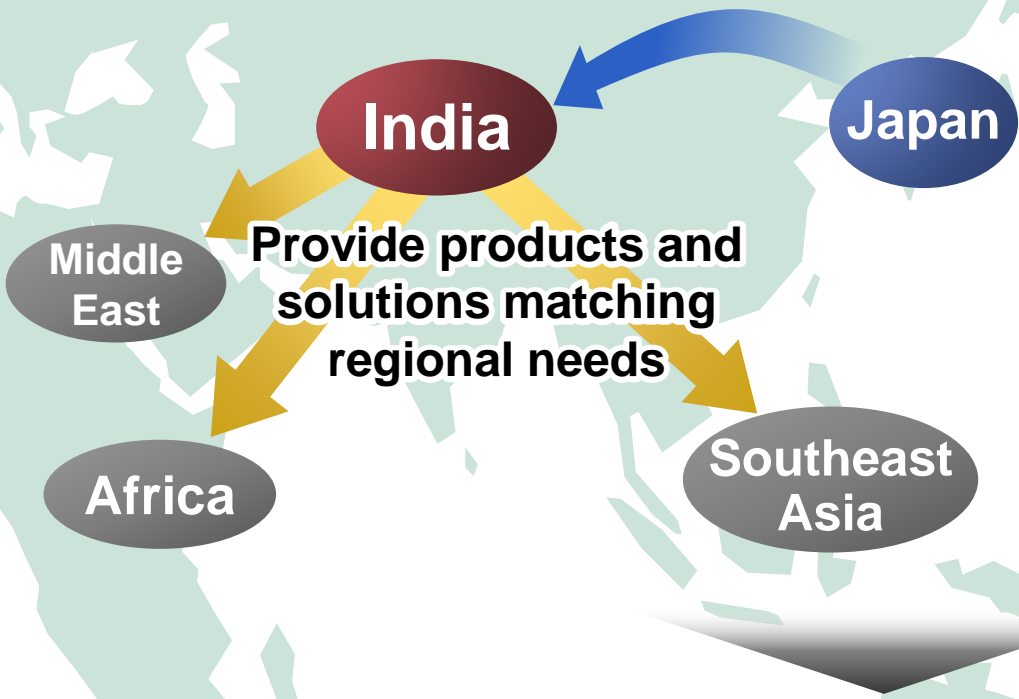 India
Japan
Middle
East
Provide products and
solutions matching
regional needs
Africa
Southeast
Asia